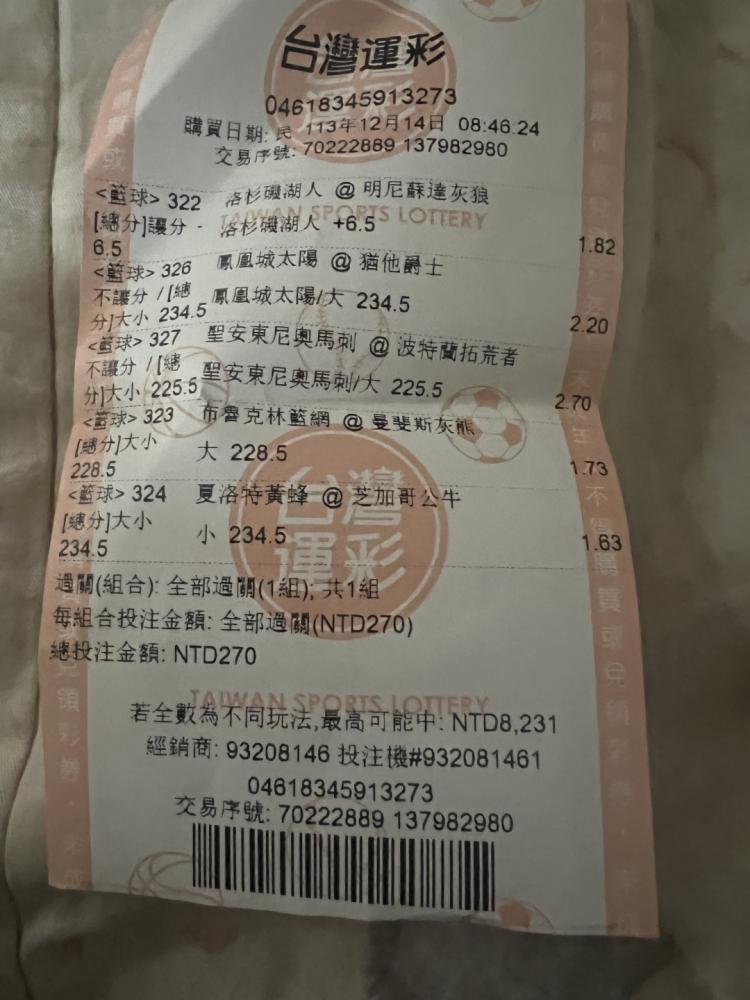 台灣運彩
04618345913273
購買日期: 民 113年12月14日 08:46:24
交易序號: 70222889 137982980
<籃球> 322 洛杉磯湖人 @ 明尼蘇達灰狼
TAIWAN SPORTS LOTTERY
[總分]讓分 - 洛杉磯湖人 +6.5
6.5 1.82
<籃球> 326 鳳凰城太陽 @ 猶他爵士
不讓分 / [總 鳳凰城太陽/大 234.5
分]大小 234.5 2.20
<籃球> 327 聖安東尼奧馬刺 @ 波特蘭拓荒者
不讓分 / [總 聖安東尼奧馬刺/大 225.5
分]大小 225.5 2.70
<籃球> 323 布魯克林籃網 @ 曼斐斯灰熊
[總分]大小 大 228.5
228.5 1.73
<籃球> 324 夏洛特黃蜂 @ 芝加哥公牛
[總分]大小 小 234.5
234.5 1.63
台灣
運彩
過關(組合): 全部過關(1組); 共1組
每組合投注金額: 全部過關(NTD270)
總投注金額: NTD270
TAIWAN SPORTS LOTTERY
若全數為不同玩法,最高可能中: NTD8,231
經銷商: 93208146 投注機#932081461
04618345913273
交易序號: 70222889 137982980